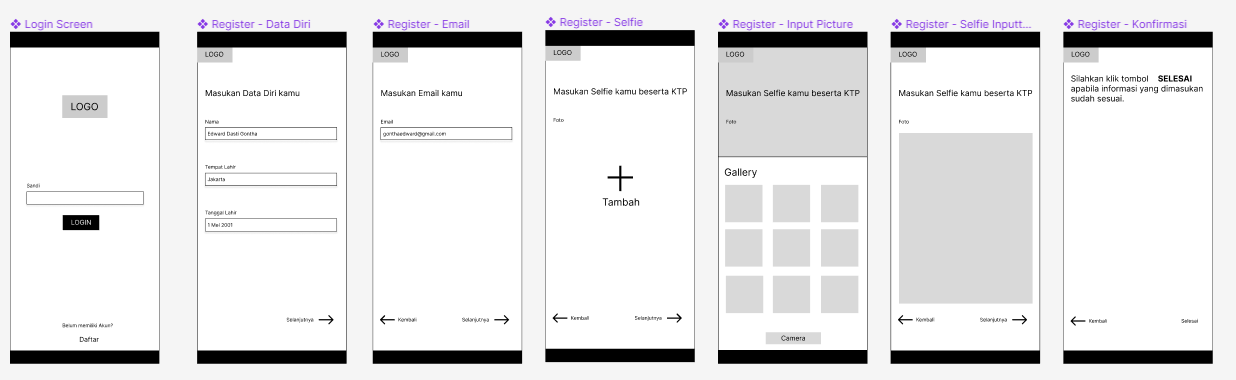 Login Screen
LOGO
Sandi
LOGIN
Belum memiliki Akun?
Daftar
Register - Data Diri
LOGO
Masukan Data Diri kamu
Nama
Edward Dasti Gontha
Tempat Lahir
Jakarta
Tanggal Lahir
1 Mei 2001
Selanjutnya
Register - Email
LOGO
Masukan Email kamu
Email
gonthaedward@gmail.com
Kembali
Selanjutnya
Register - Selfie
LOGO
Masukan Selfie kamu beserta KTP
Foto
Tambah
Kembali
Selanjutnya
Register - Input Picture
LOGO
Masukan Selfie kamu beserta KTP
Foto
Gallery
Camera
Register - Selfie Inputt...
LOGO
Masukan Selfie kamu beserta KTP
Foto
Kembali
Selanjutnya
Register - Konfirmasi
LOGO
Silahkan klik tombol SELESAI
apabila informasi yang dimasukan
sudah sesuai.
Kembali
Selesai